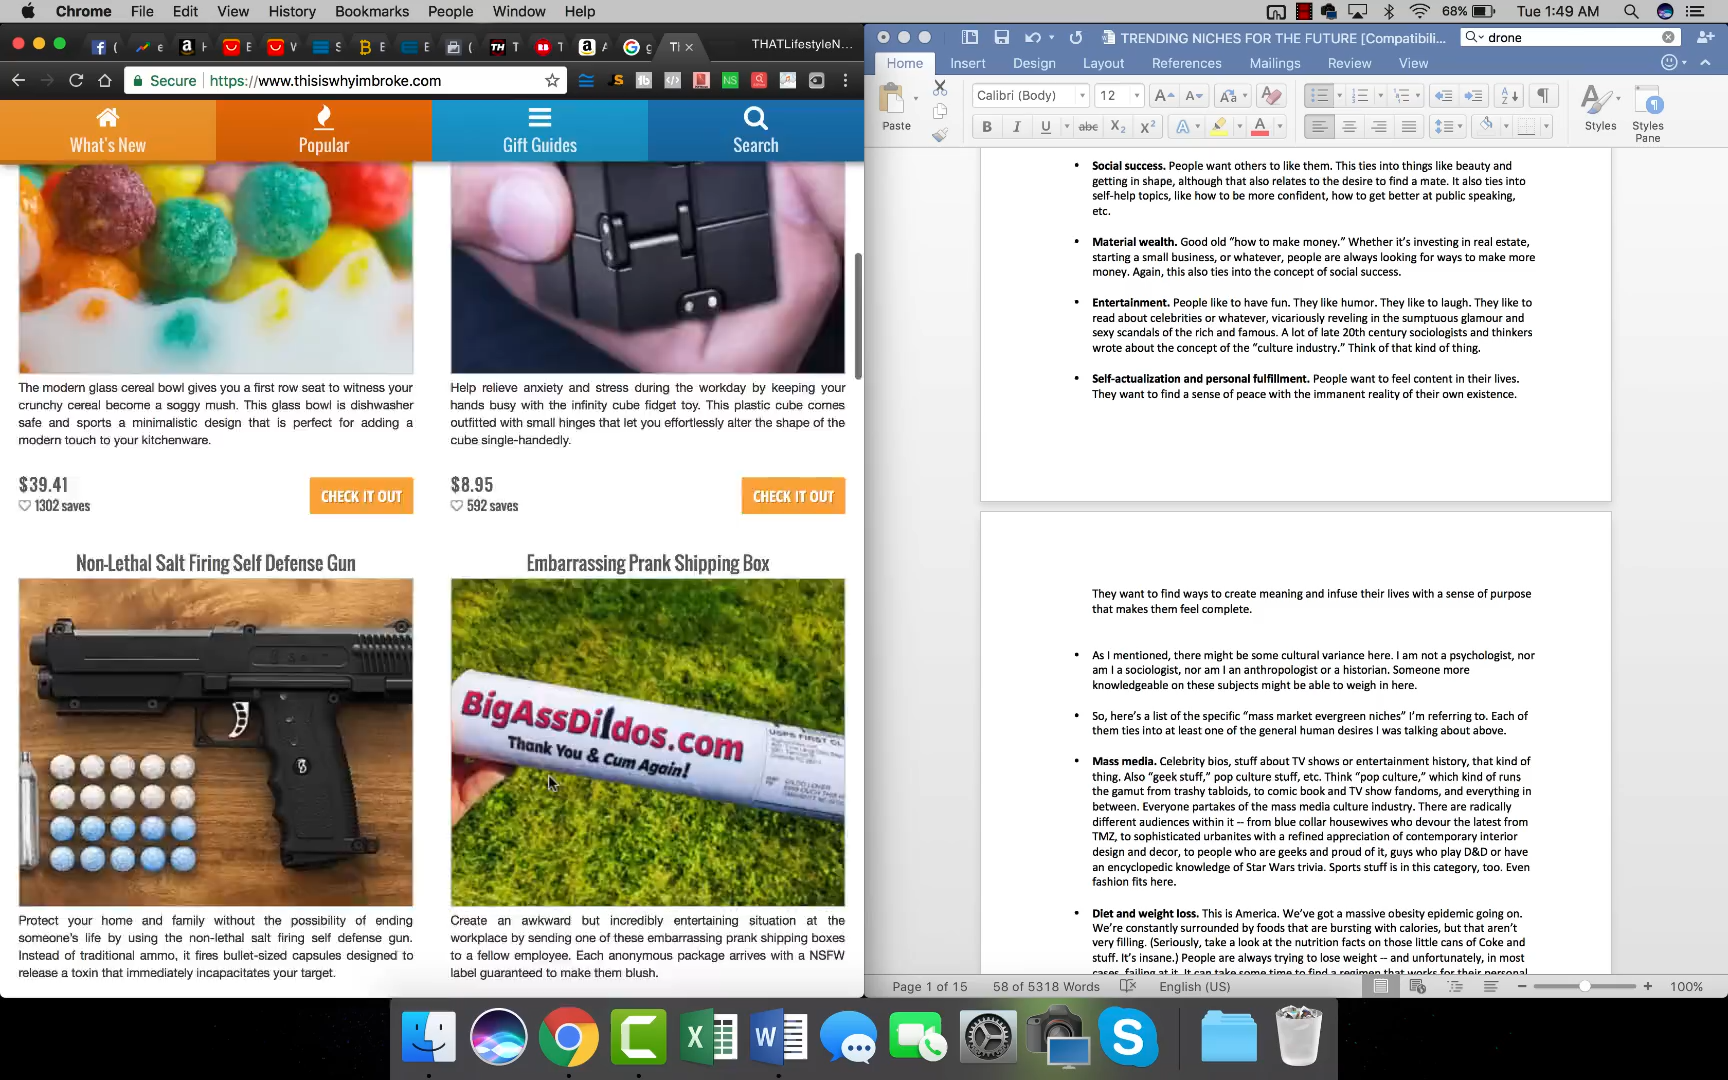 Chrome File Edit View History Bookmarks People Window Help
68% Tue 1:49 AM
THATLifestyleN...
Secure https://www.thisiswhyimbroke.com
What's New
Popular
Gift Guides
Search
The modern glass cereal bowl gives you a first row seat to witness your
crunchy cereal become a soggy mush. This glass bowl is dishwasher
safe and sports a minimalistic design that is perfect for adding a
modern touch to your kitchenware.
$39.41
1302 saves
CHECK IT OUT
Help relieve anxiety and stress during the workday by keeping your
hands busy with the infinity cube fidget toy. This plastic cube comes
outfitted with small hinges that let you effortlessly alter the shape of the
cube single-handedly.
$8.95
592 saves
CHECK IT OUT
Non-Lethal Salt Firing Self Defense Gun
Protect your home and family without the possibility of ending
someone's life by using the non-lethal salt firing self defense gun.
Instead of traditional ammo, it fires bullet-sized capsules designed to
release a toxin that immediately incapacitates your target.
Embarrassing Prank Shipping Box
BigAssDildos.com
Thank You & Cum Again!
USPS FIRST CL
Create an awkward but incredibly entertaining situation at the
workplace by sending one of these embarrassing prank shipping boxes
to a fellow employee. Each anonymous package arrives with a NSFW
label guaranteed to make them blush.
TRENDING NICHES FOR THE FUTURE [Compatibili...
drone
Home Insert Design Layout References Mailings Review View
Paste
Calibri (Body) 12
Styles
Styles
Pane
• Social success. People want others to like them. This ties into things like beauty and
getting in shape, although that also relates to the desire to find a mate. It also ties into
self-help topics, like how to be more confident, how to get better at public speaking,
etc.
• Material wealth. Good old “how to make money.” Whether it’s investing in real estate,
starting a small business, or whatever, people are always looking for ways to make more
money. Again, this also ties into the concept of social success.
• Entertainment. People like to have fun. They like humor. They like to laugh. They like to
read about celebrities or whatever, vicariously reveling in the sumptuous glamour and
sexy scandals of the rich and famous. A lot of late 20th century sociologists and thinkers
wrote about the concept of the “culture industry.” Think of that kind of thing.
• Self-actualization and personal fulfillment. People want to feel content in their lives.
They want to find a sense of peace with the immanent reality of their own existence.
They want to find ways to create meaning and infuse their lives with a sense of purpose
that makes them feel complete.
• As I mentioned, there might be some cultural variance here. I am not a psychologist, nor
am I a sociologist, nor am I an anthropologist or a historian. Someone more
knowledgeable on these subjects might be able to weigh in here.
• So, here’s a list of the specific “mass market evergreen niches” I’m referring to. Each of
them ties into at least one of the general human desires I was talking about above.
• Mass media. Celebrity bios, stuff about TV shows or entertainment history, that kind of
thing. Also “geek stuff,” pop culture stuff, etc. Think “pop culture,” which kind of runs
the gamut from trashy tabloids, to comic book and TV show fandoms, and everything in
between. Everyone partakes of the mass media culture industry. There are radically
different audiences within it -- from blue collar housewives who devour the latest from
TMZ, to sophisticated urbanites with a refined appreciation of contemporary interior
design and decor, to people who are geeks and proud of it, guys who play D&D or have
an encyclopedic knowledge of Star Wars trivia. Sports stuff is in this category, too. Even
fashion fits here.
• Diet and weight loss. This is America. We’ve got a massive obesity epidemic going on.
We’re constantly surrounded by foods that are bursting with calories, but that aren’t
very filling. (Seriously, take a look at the nutrition facts on those little cans of Coke and
stuff. It’s insane.) People are always trying to lose weight -- and unfortunately, in most
cases, failing at it. It can take some time to find a regimen that works for their personal
Page 1 of 15 58 of 5318 Words English (US) 100%